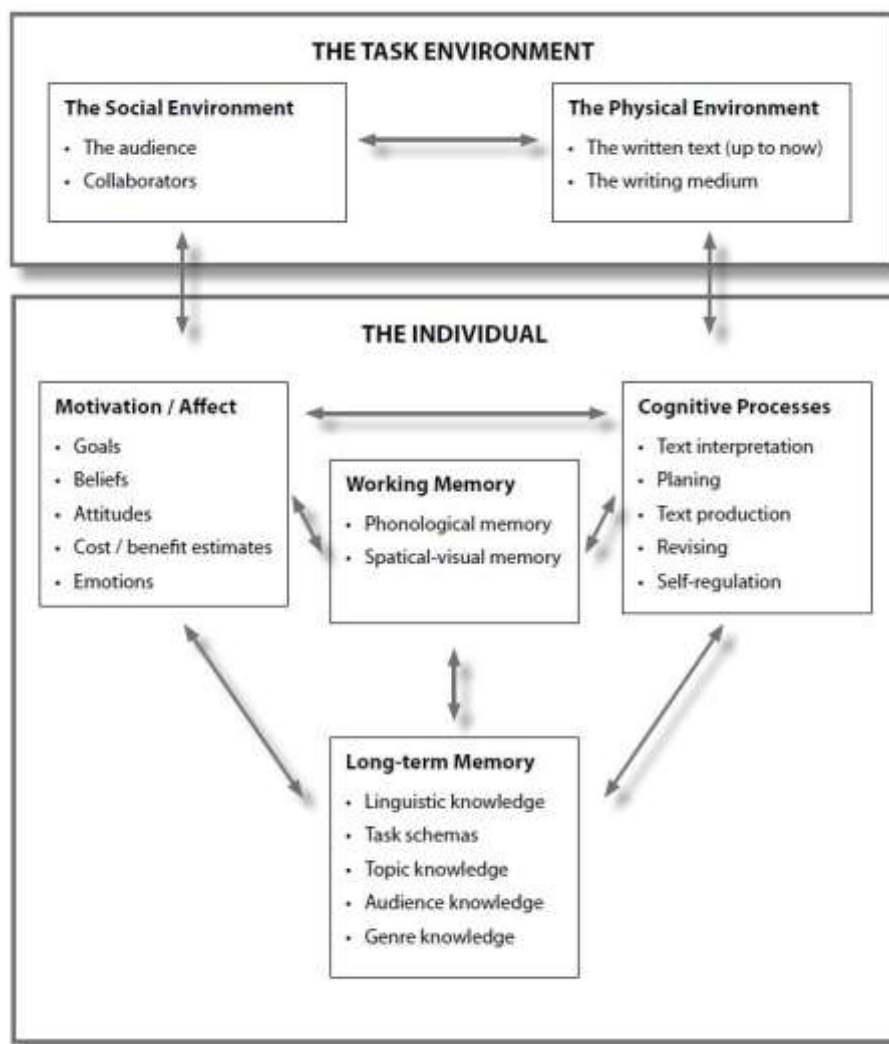 THE TASK ENVIRONMENT
The Social Environment
• The audience
• Collaborators
The Physical Environment
• The written text (up to now)
• The writing medium
THE INDIVIDUAL
Motivation / Affect
• Goals
• Beliefs
• Attitudes
• Cost / benefit estimates
• Emotions
Working Memory
• Phonological memory
• Spatical-visual memory
Cognitive Processes
• Text interpretation
• Planing
• Text production
• Revising
• Self-regulation
Long-term Memory
• Linguistic knowledge
• Task schemas
• Topic knowledge
• Audience knowledge
• Genre knowledge